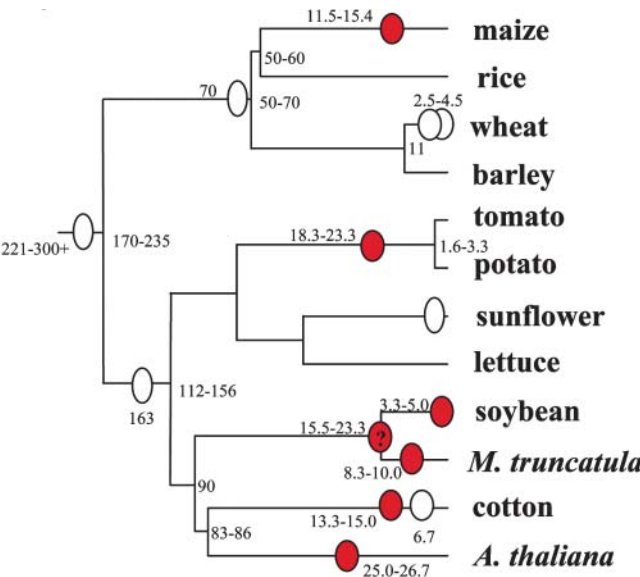 11.5-15.4
maize
50-60
rice
70
50-70
2.5-4.5
wheat
11
barley
tomato
18.3-23.3
1.6-3.3
221-300+
170-235
potato
sunflower
lettuce
112-156
163
3.3-5.0
soybean
15.5-23.3
?
M. truncatula
8.3-10.0
90
cotton
13.3-15.0
6.7
83-86
A. thaliana
25.0-26.7